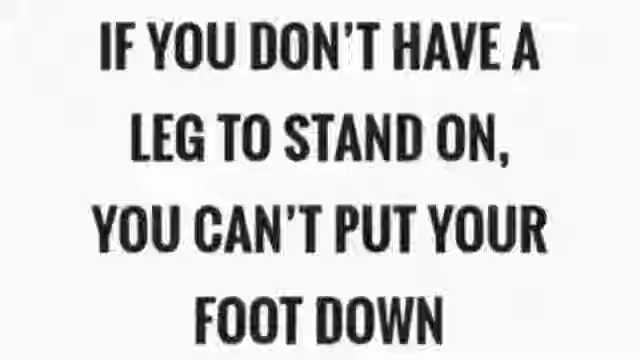 IF YOU DON'T HAVE A
LEG TO STAND ON,
YOU CAN'T PUT YOUR
FOOT DOWN